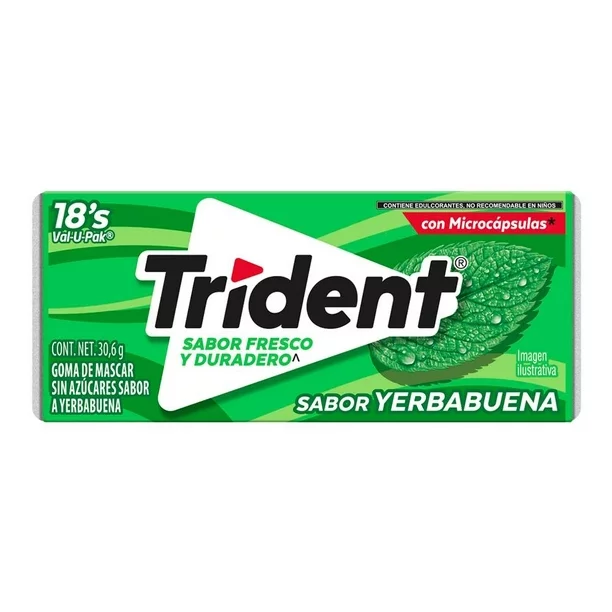 18's
Vál-U-Pak®
CONTIENE EDULCORANTES, NO RECOMENDABLE EN NIÑOS
con Microcápsulas*
Trident®
SABOR FRESCO
Y DURADERO^
CONT. NET. 30,6 g
GOMA DE MASCAR
SIN AZÚCARES SABOR
A YERBABUENA
Imagen
ilustrativa
SABOR YERBABUENA